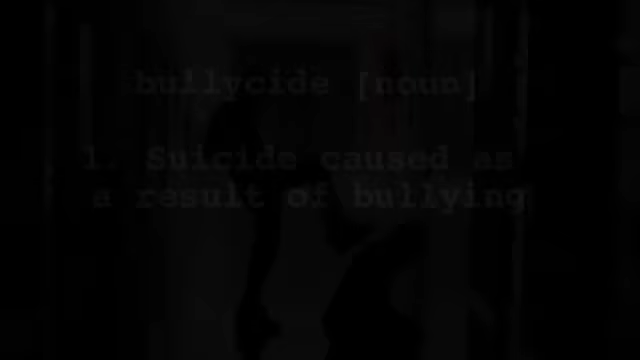 bullycide [noun]
1. Suicide caused as
a result of bullying